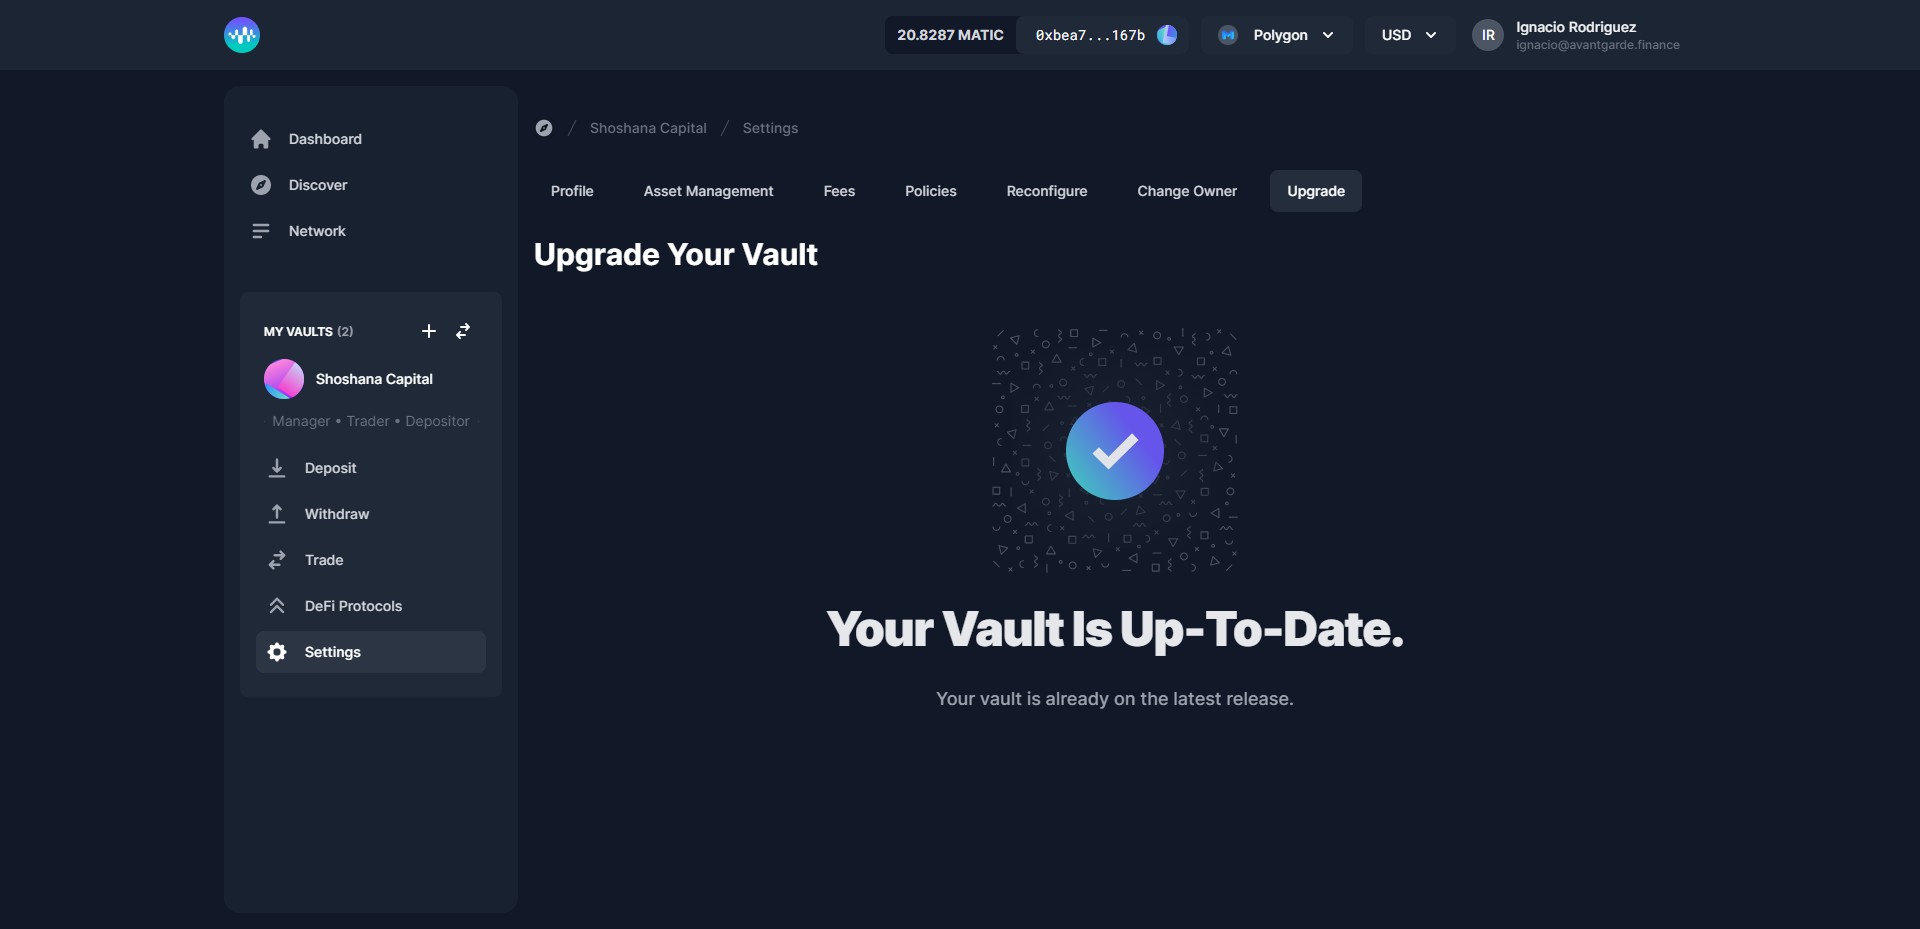 20.8287 MATIC
0xbea7...167b
Polygon
USD
IR
Ignacio Rodriguez
ignacio@avantgarde.finance
Dashboard
Discover
Network
MY VAULTS (2)
Shoshana Capital
Manager • Trader • Depositor
Deposit
Withdraw
Trade
DeFi Protocols
Settings
/ Shoshana Capital / Settings
Profile
Asset Management
Fees
Policies
Reconfigure
Change Owner
Upgrade
Upgrade Your Vault
Your Vault Is Up-To-Date.
Your vault is already on the latest release.